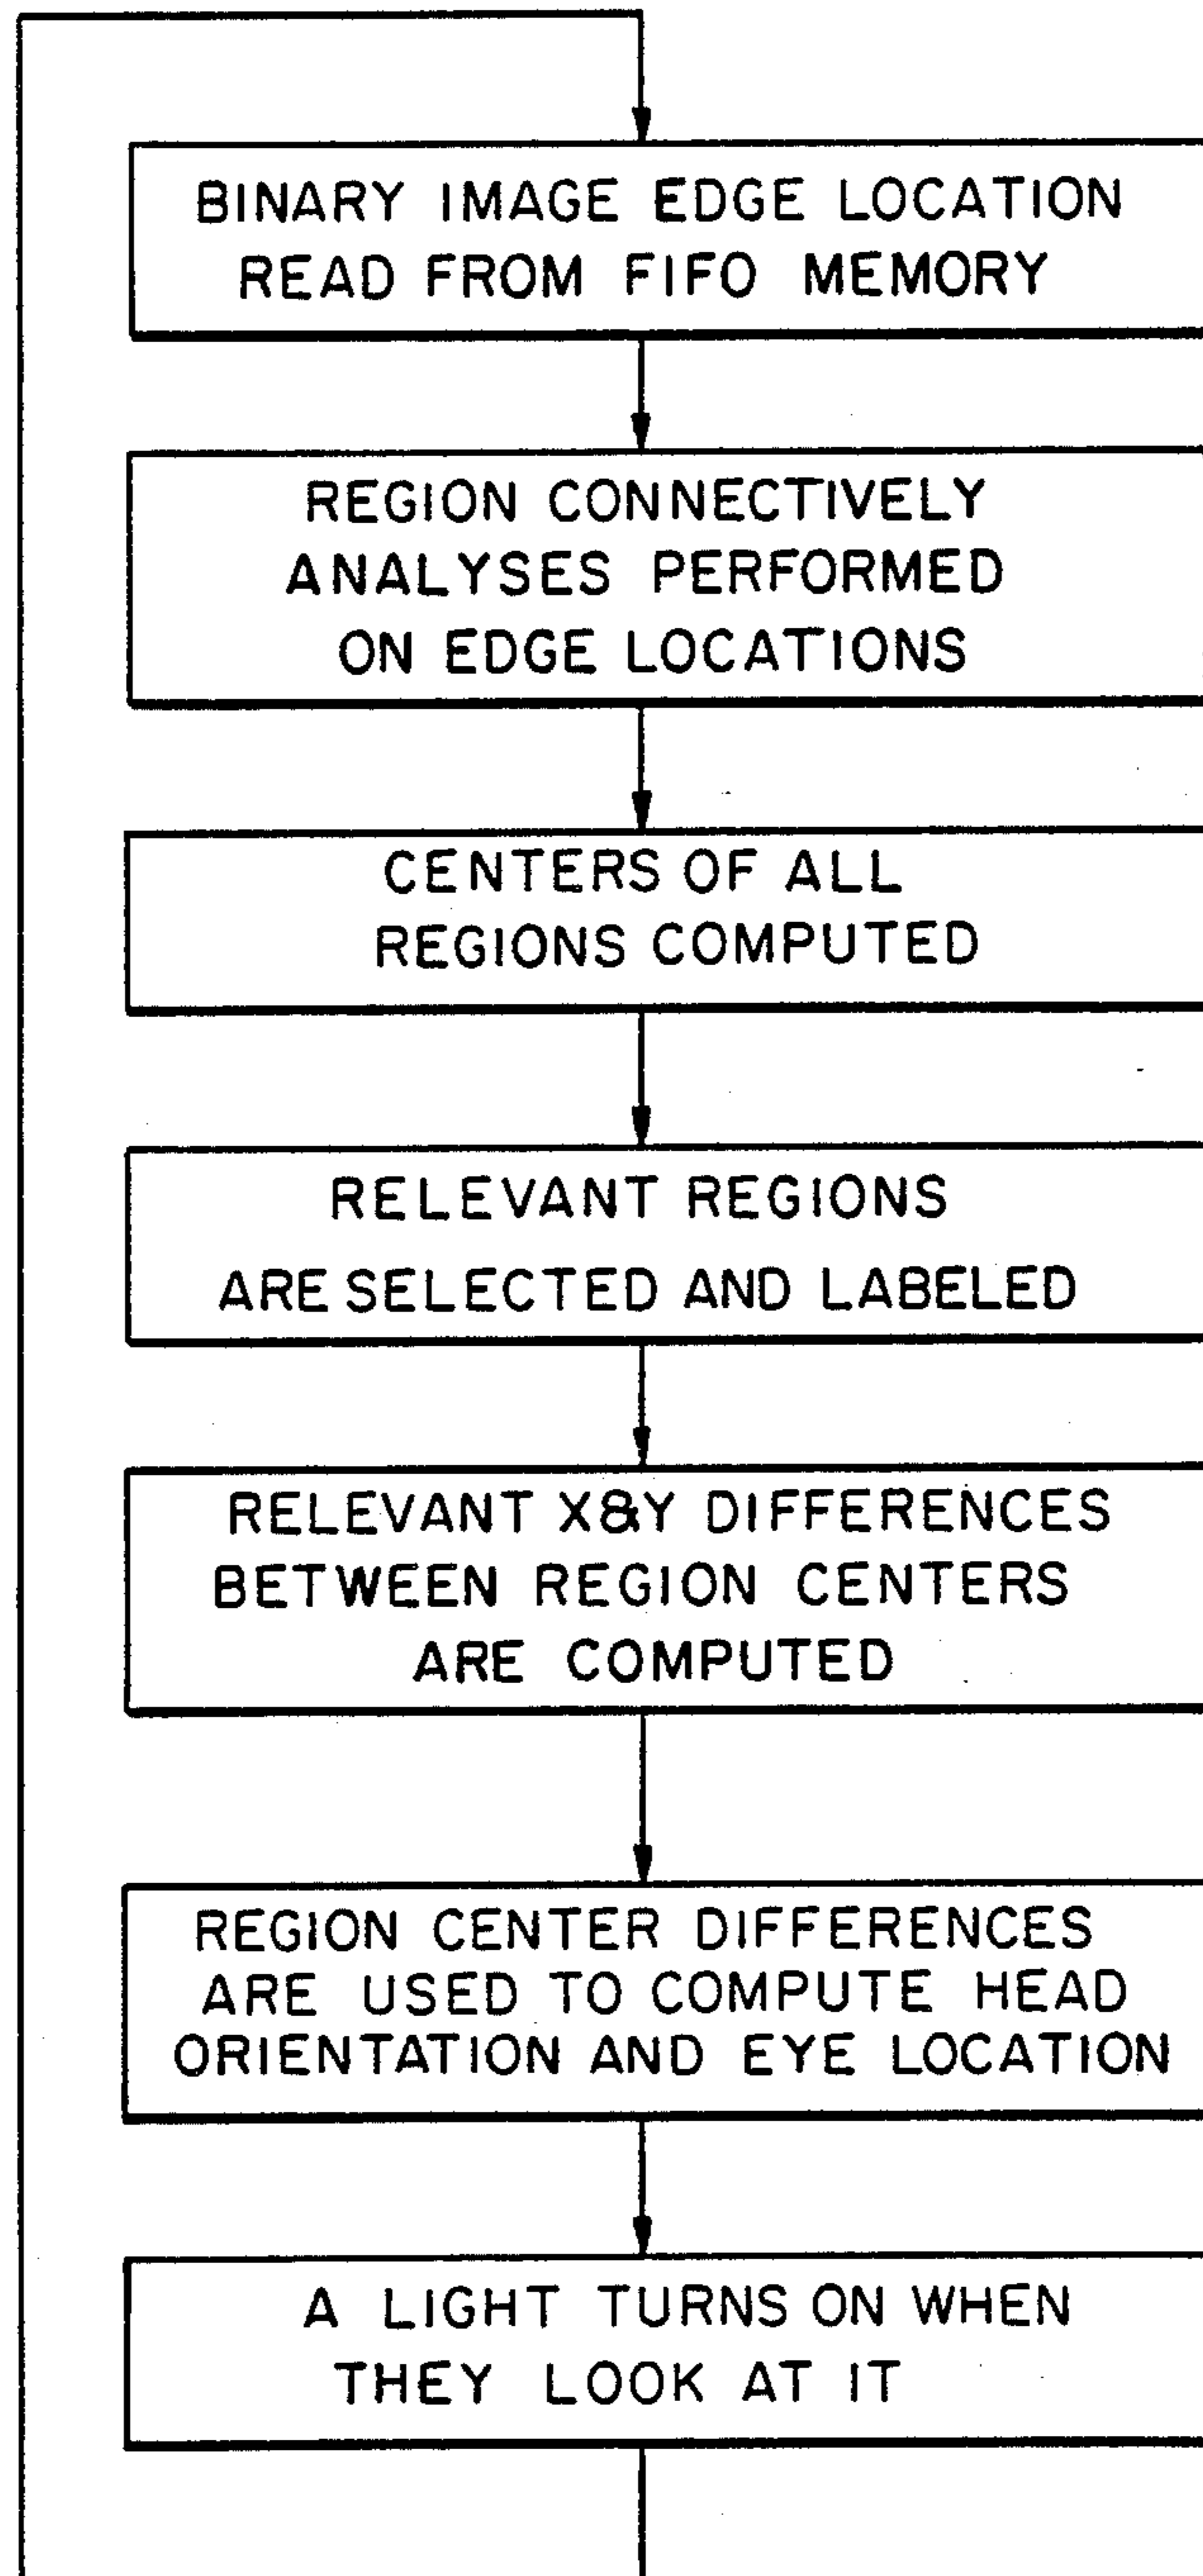 BINARY IMAGE EDGE LOCATION
READ FROM FIFO MEMORY
REGION CONNECTIVELY
ANALYSES PERFORMED
ON EDGE LOCATIONS
CENTERS OF ALL
REGIONS COMPUTED
RELEVANT REGIONS
ARE SELECTED AND LABELED
RELEVANT X&Y DIFFERENCES
BETWEEN REGION CENTERS
ARE COMPUTED
REGION CENTER DIFFERENCES
ARE USED TO COMPUTE HEAD
ORIENTATION AND EYE LOCATION
A LIGHT TURNS ON WHEN
THEY LOOK AT IT